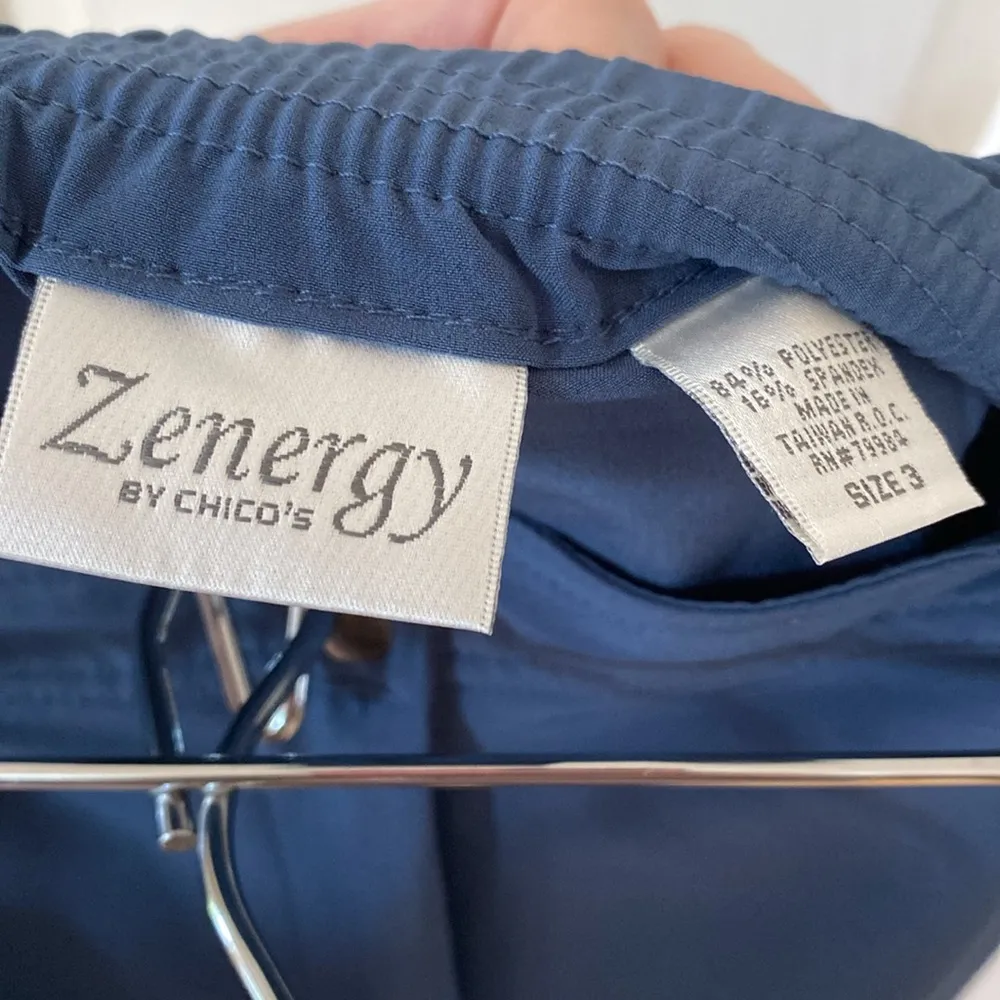 Zenergy
BY CHICO'S
84% POLYESTER
16% SPANDEX
MADE IN
TAIWAN R.O.C.
RN#79984
SIZE 3